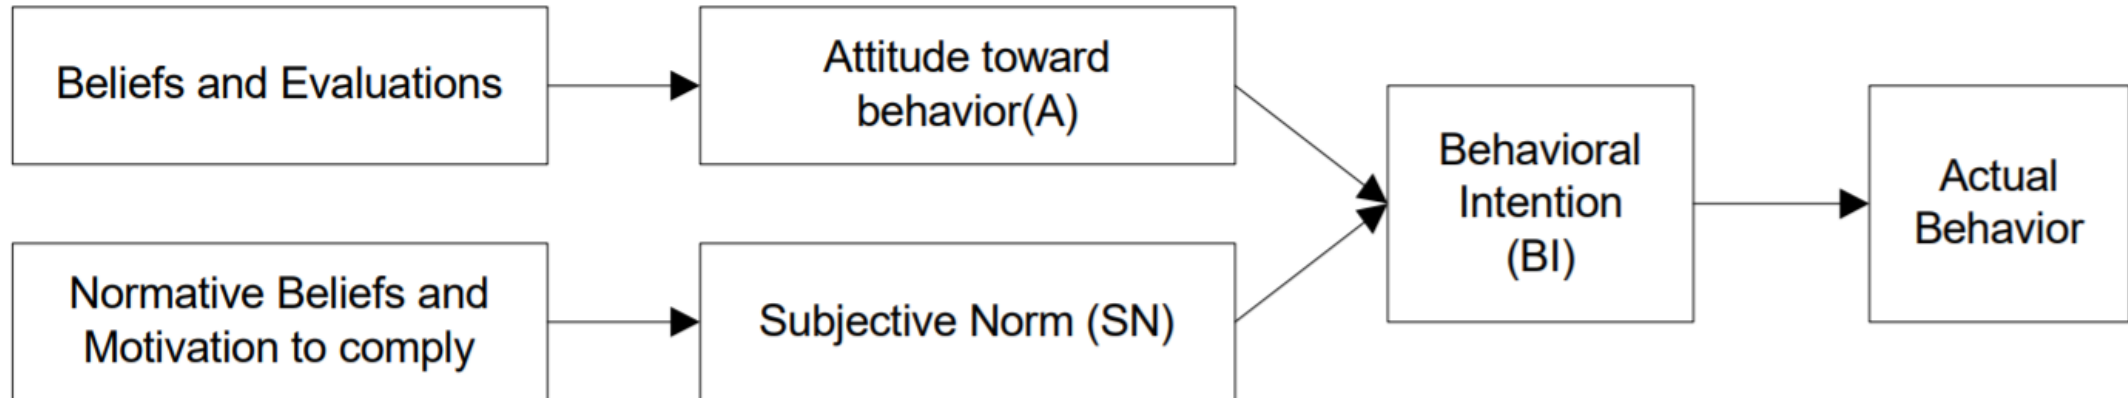 Beliefs and Evaluations
Attitude toward
behavior(A)
Normative Beliefs and
Motivation to comply
Subjective Norm (SN)
Behavioral
Intention
(BI)
Actual
Behavior